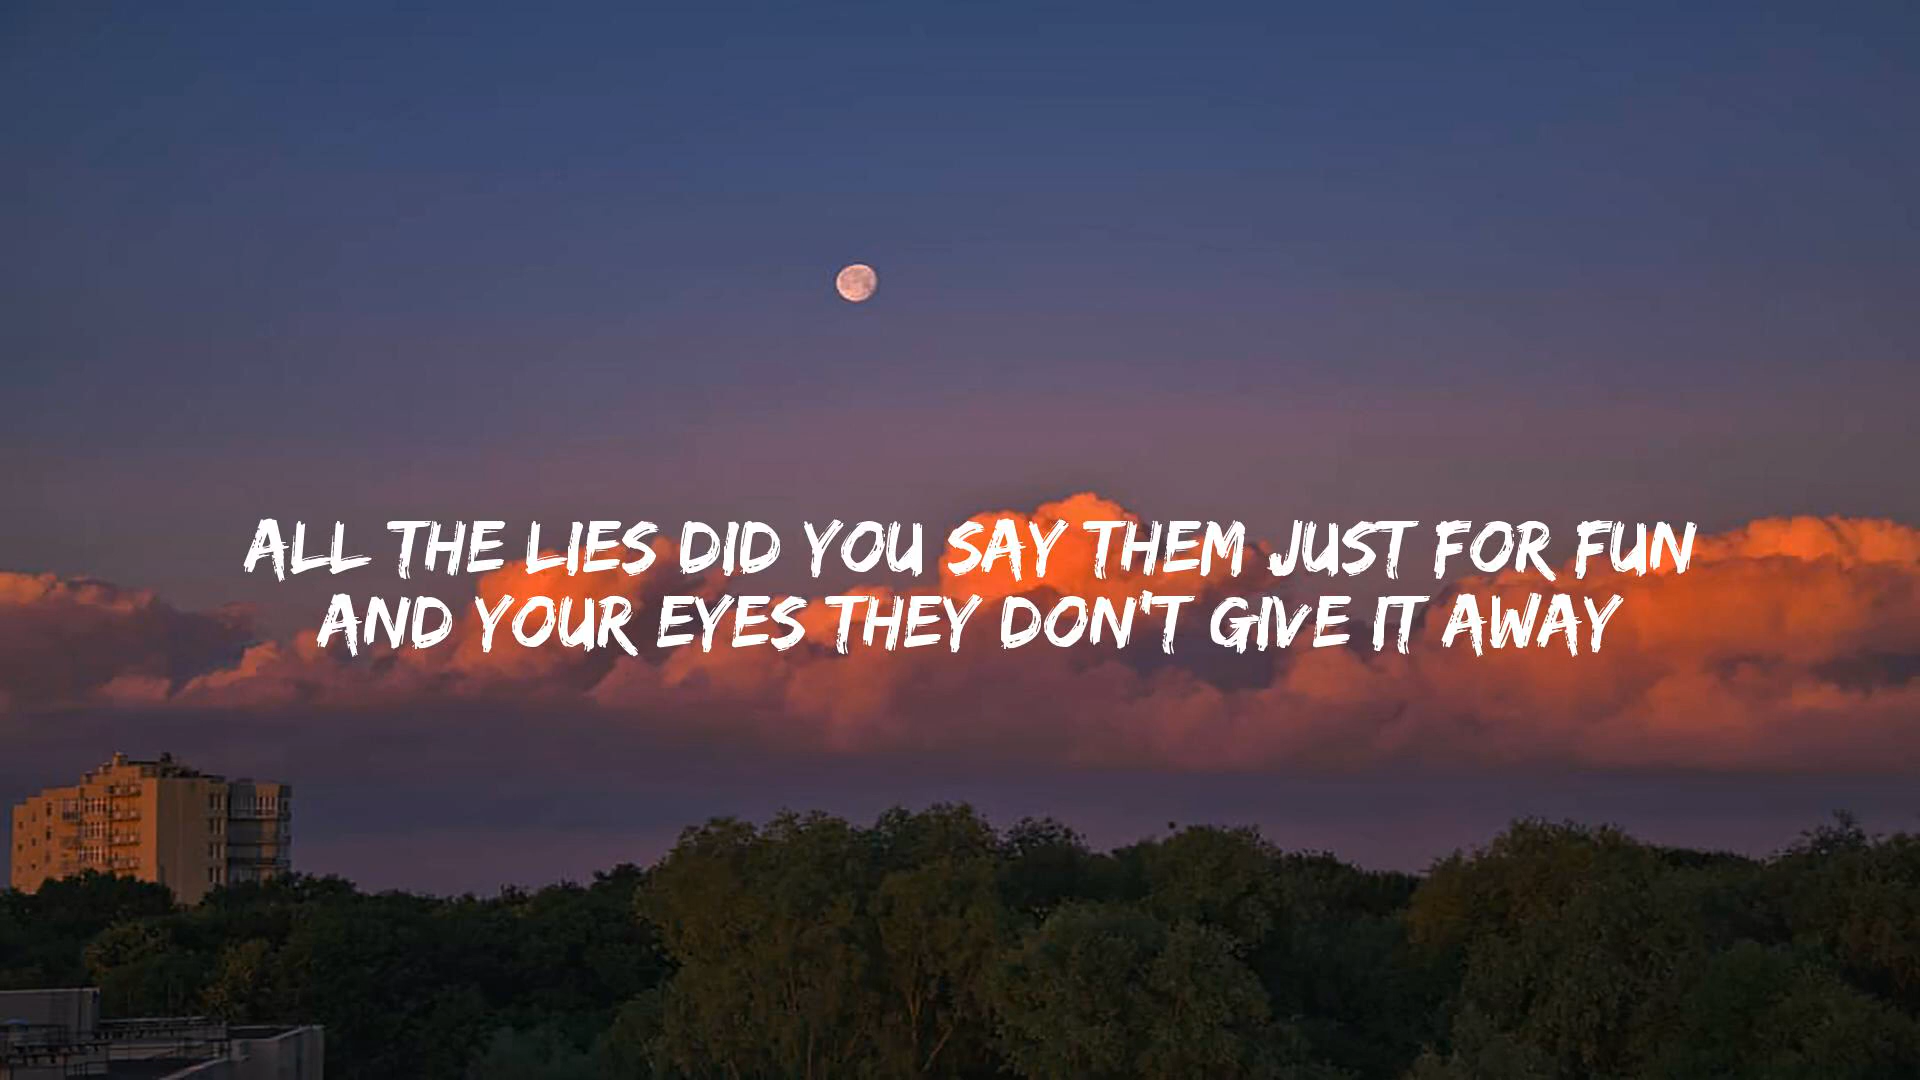 ALL THE LIES DID YOU SAY THEM JUST FOR FUN
AND YOUR EYES THEY DON'T GIVE IT AWAY